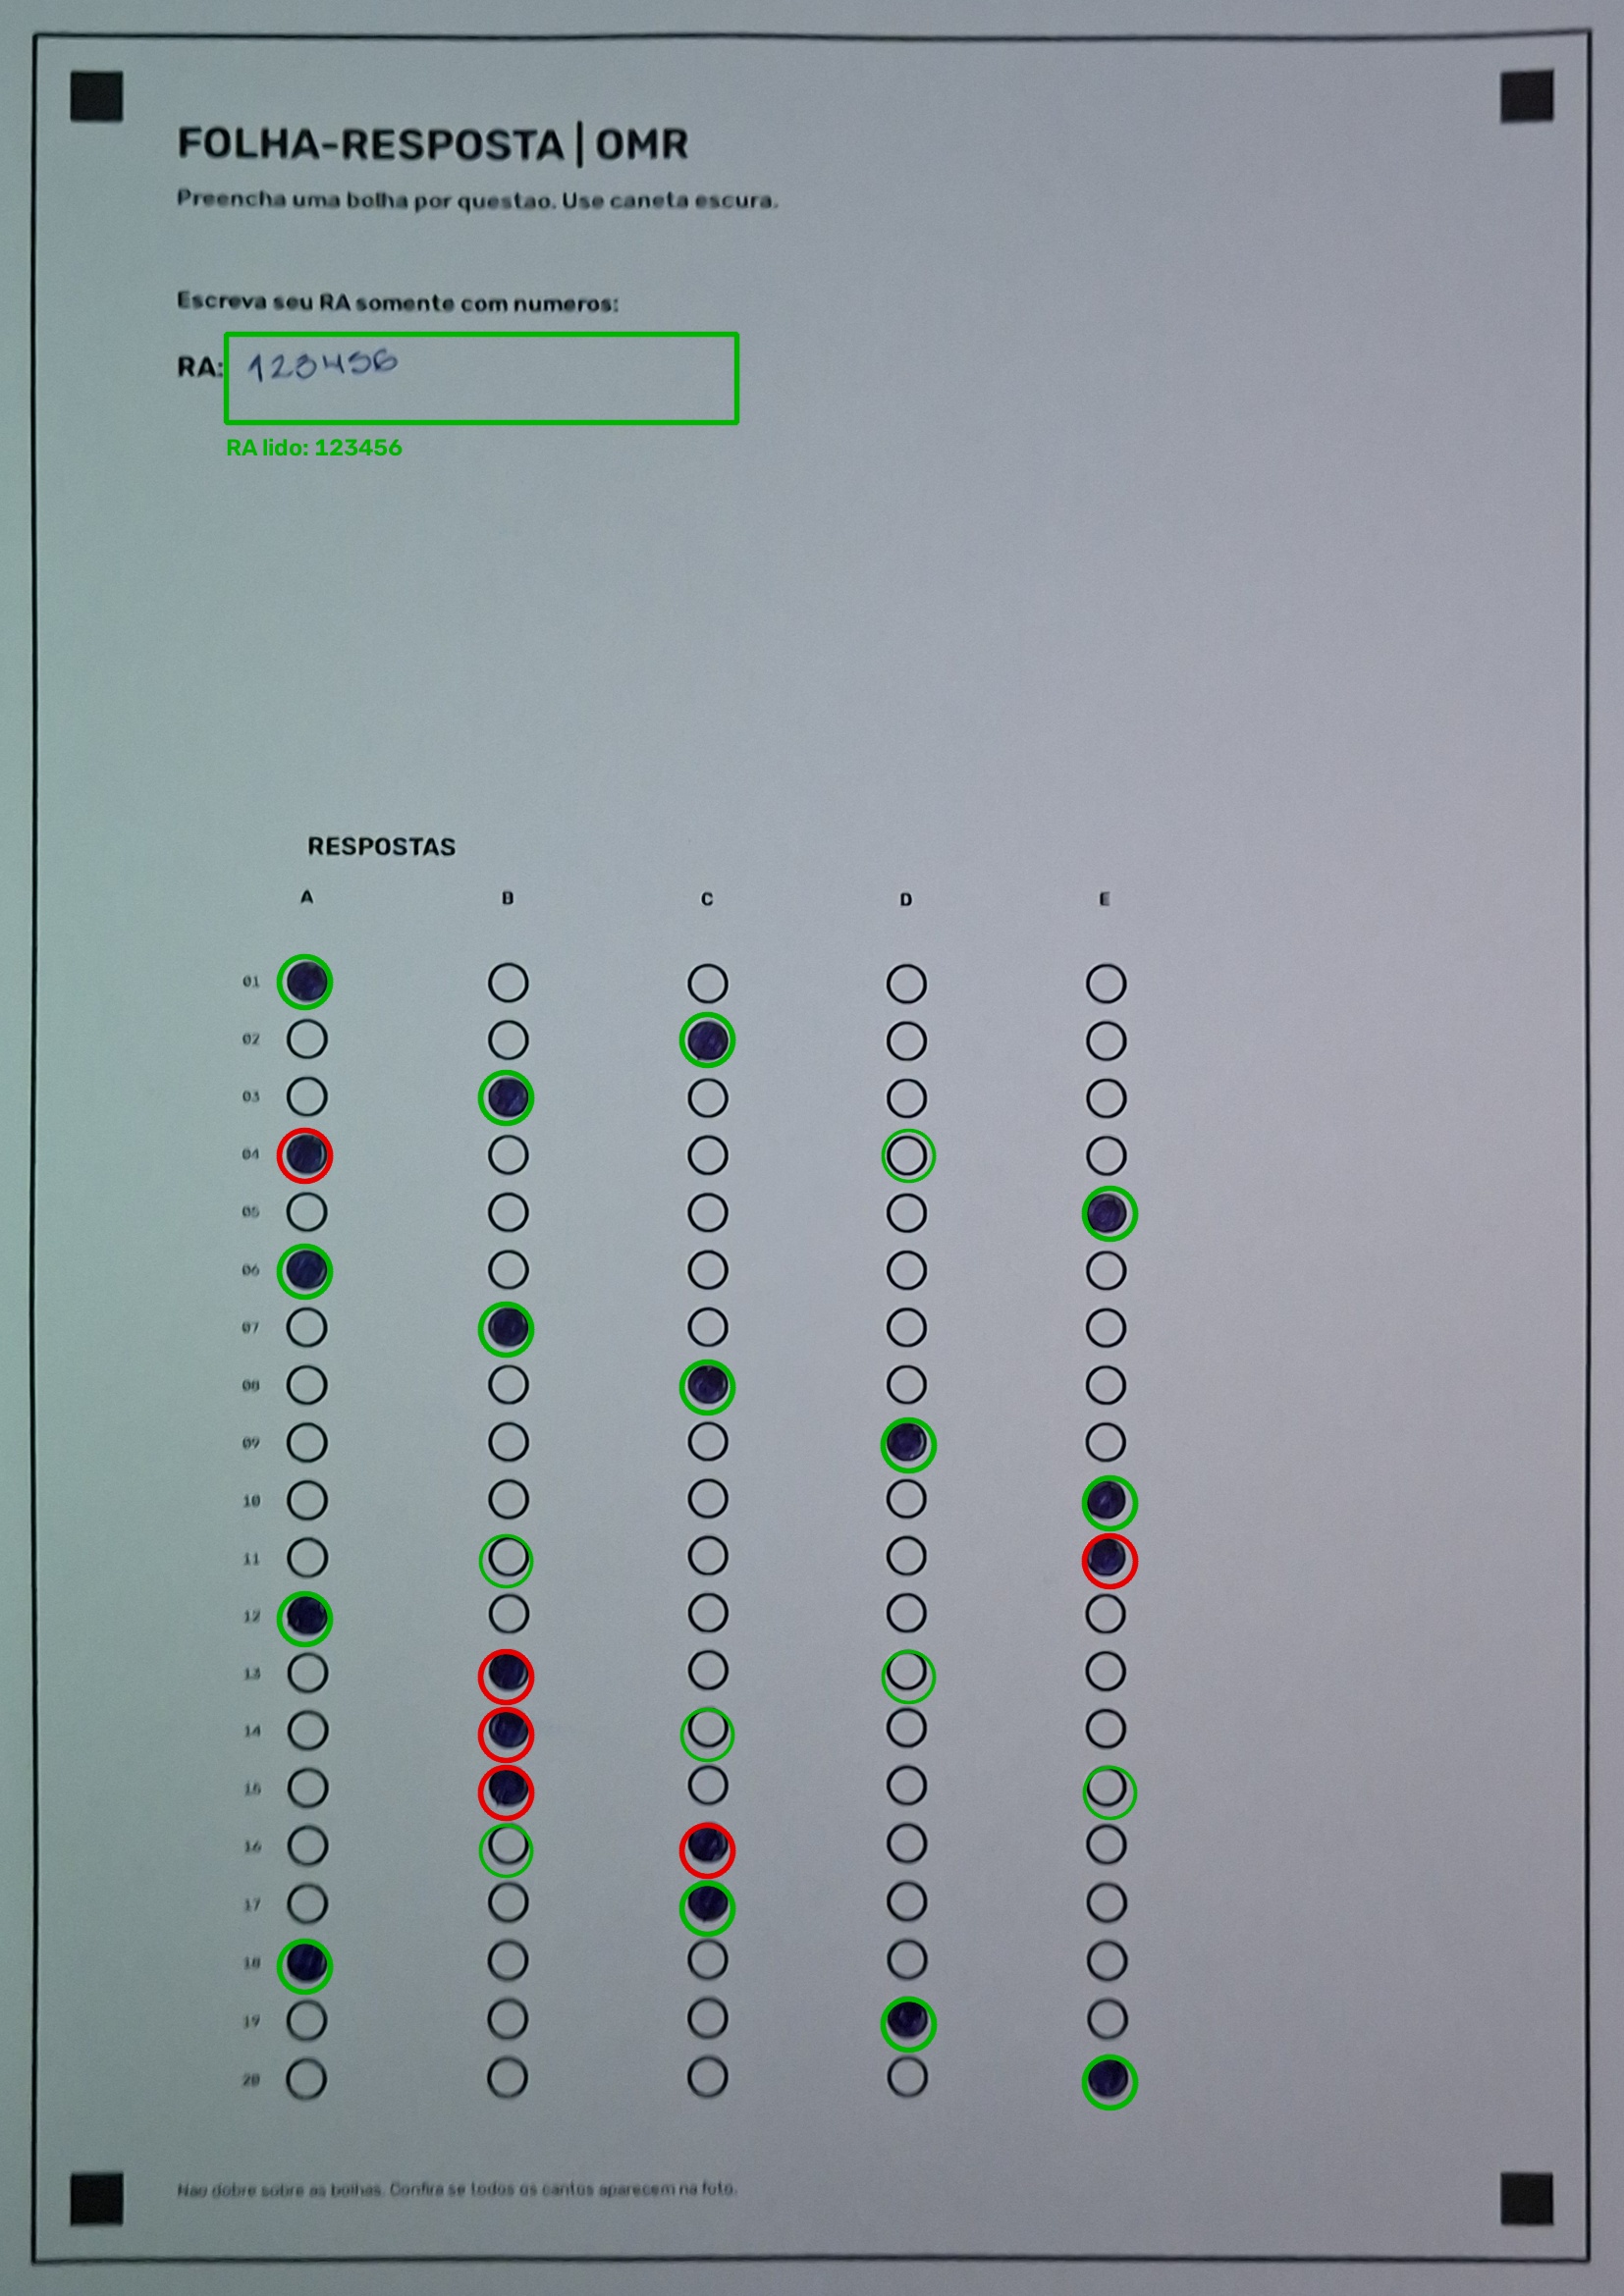 FOLHA-RESPOSTA | OMR
Preencha uma bolha por questao. Use caneta escura.
Escreva seu RA somente com numeros:
RA: 123456
RA lido: 123456
RESPOSTAS
A B C D E
01
02
03
04
05
06
07
08
09
10
11
12
13
14
15
16
17
18
19
20
Nao dobre sobre as bolhas. Confira se todos os cantos aparecem na foto.